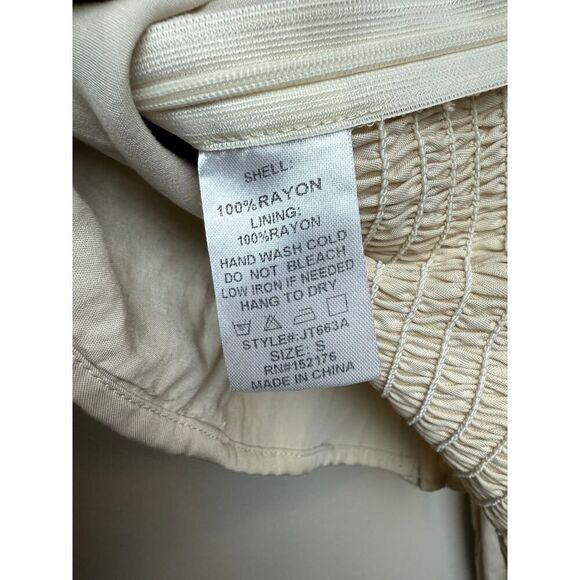 SHELL:
100%RAYON
LINING:
100%RAYON
HAND WASH COLD
DO NOT BLEACH
LOW IRON IF NEEDED
HANG TO DRY
STYLE#:JT663A
SIZE: S
RN#152176
MADE IN CHINA